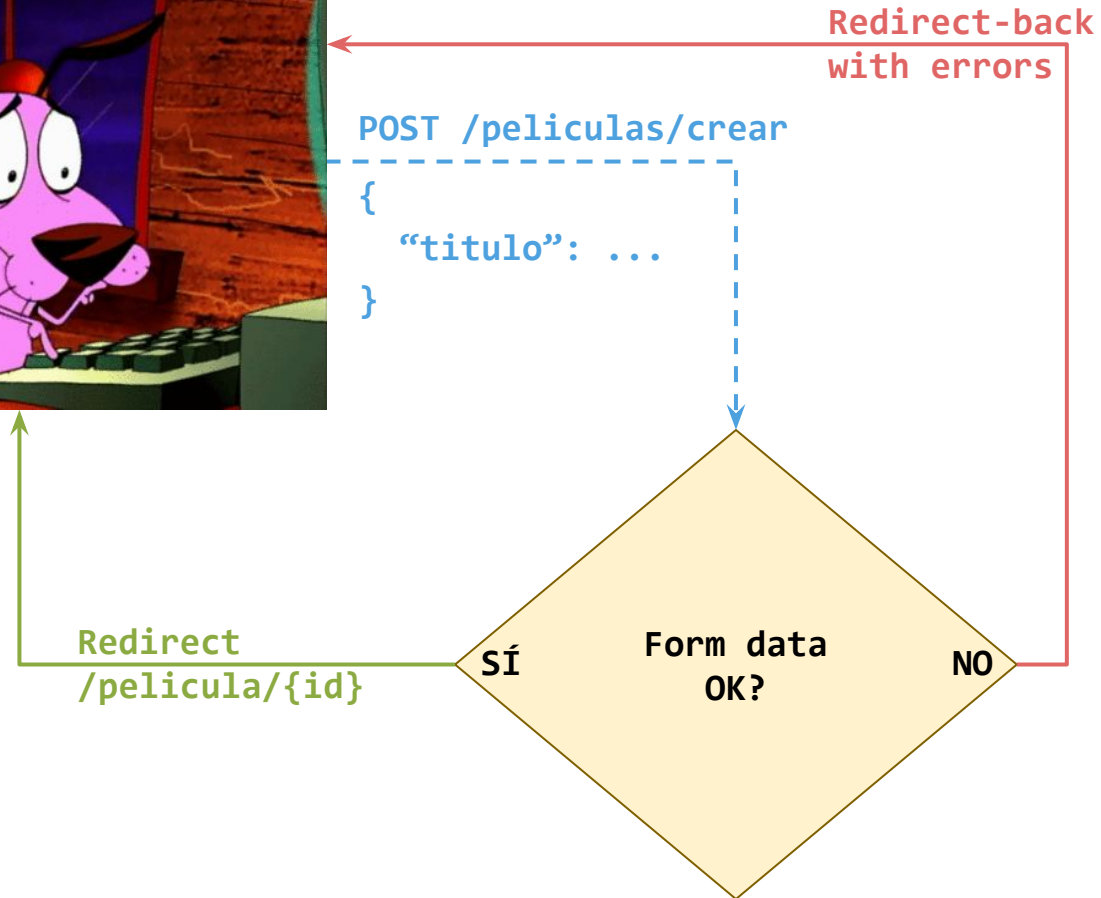 Redirect-back
with errors
POST /peliculas/crear
{
“titulo”: ...
}
Redirect
/pelicula/{id}
SÍ
Form data
OK?
NO